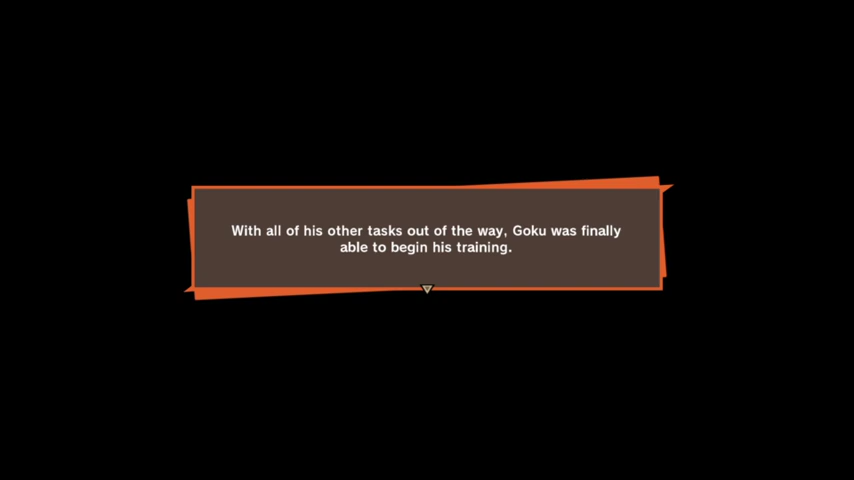 With all of his other tasks out of the way, Goku was finally
able to begin his training.